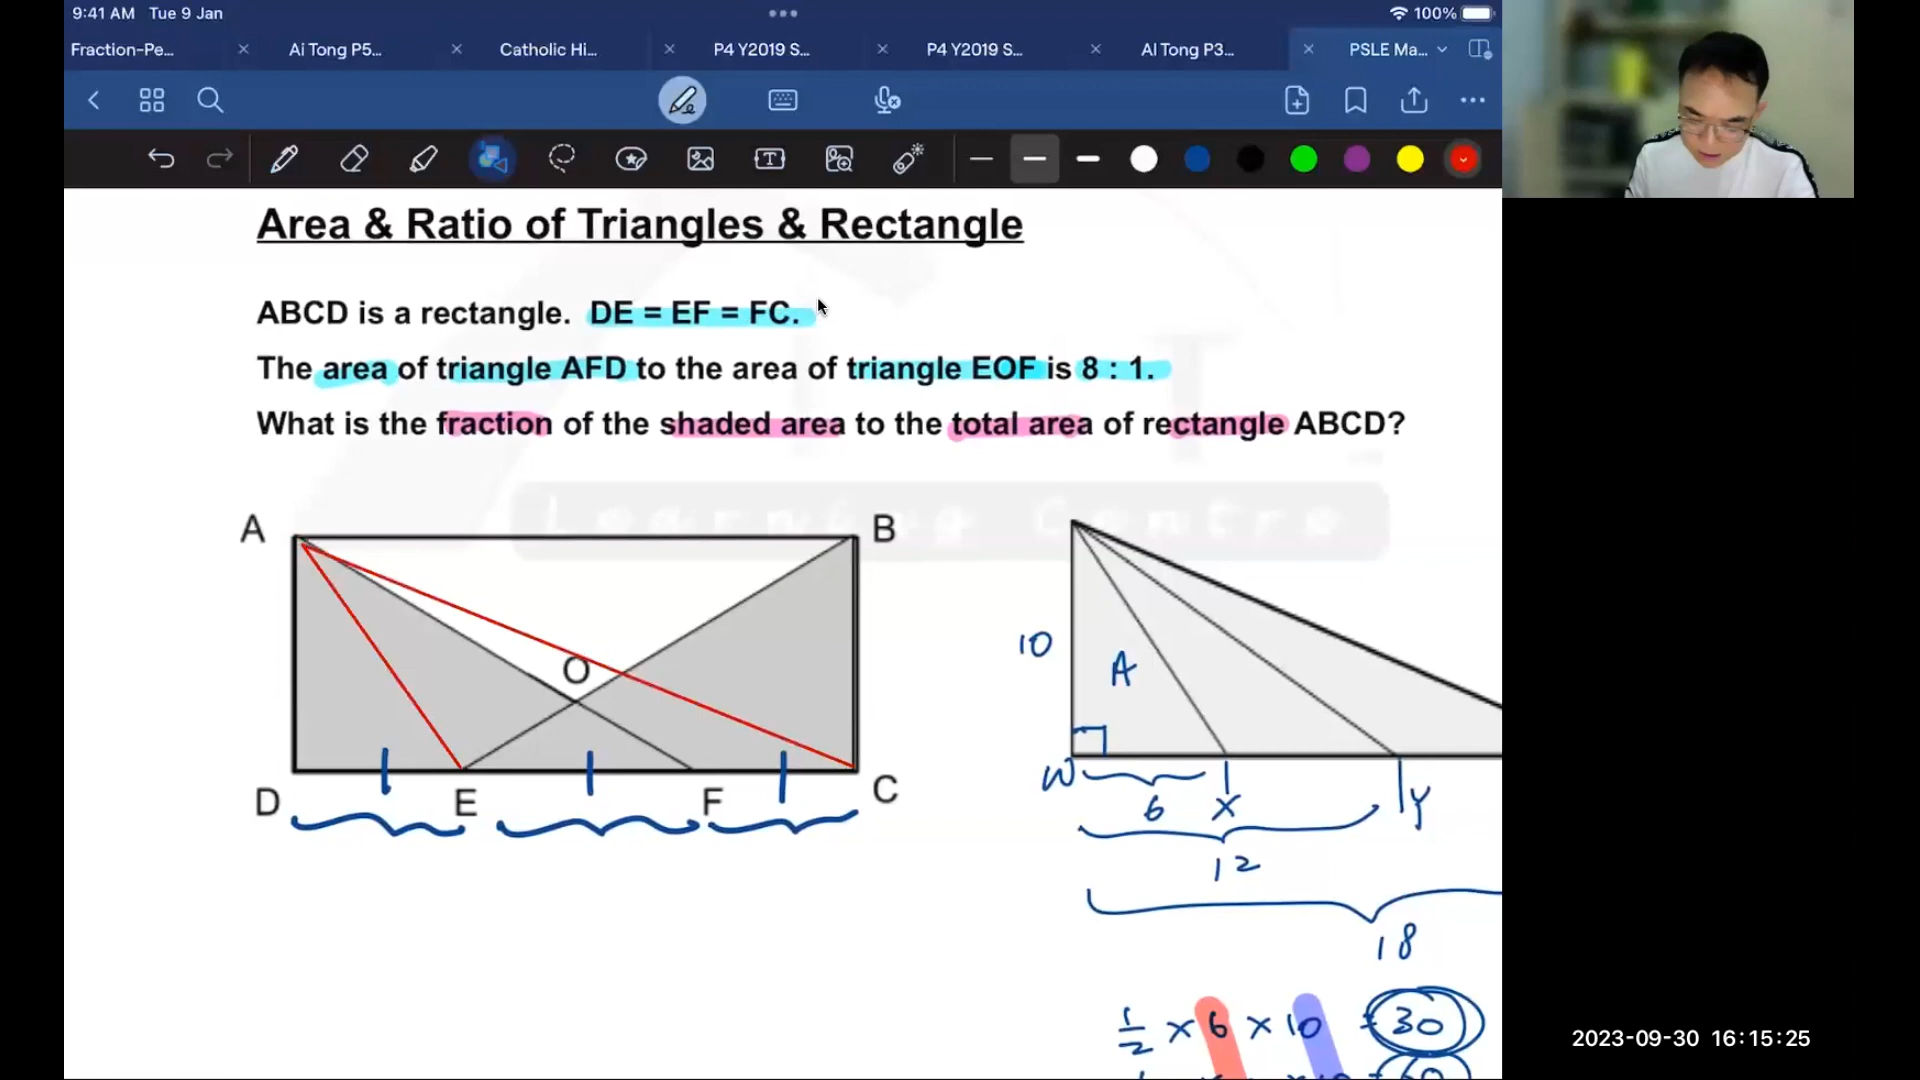 9:41 AM Tue 9 Jan
100%
Fraction-Pe...
Ai Tong P5...
Catholic Hi...
P4 Y2019 S...
P4 Y2019 S...
AI Tong P3...
PSLE Ma...
Area & Ratio of Triangles & Rectangle
ABCD is a rectangle. DE = EF = FC.
The area of triangle AFD to the area of triangle EOF is 8 : 1.
What is the fraction of the shaded area to the total area of rectangle ABCD?
Learning Centre
A
B
O
D
E
F
C
10
A
W
6
X
Y
12
18
1/2 x 6 x 10 = 30
2023-09-30 16:15:25